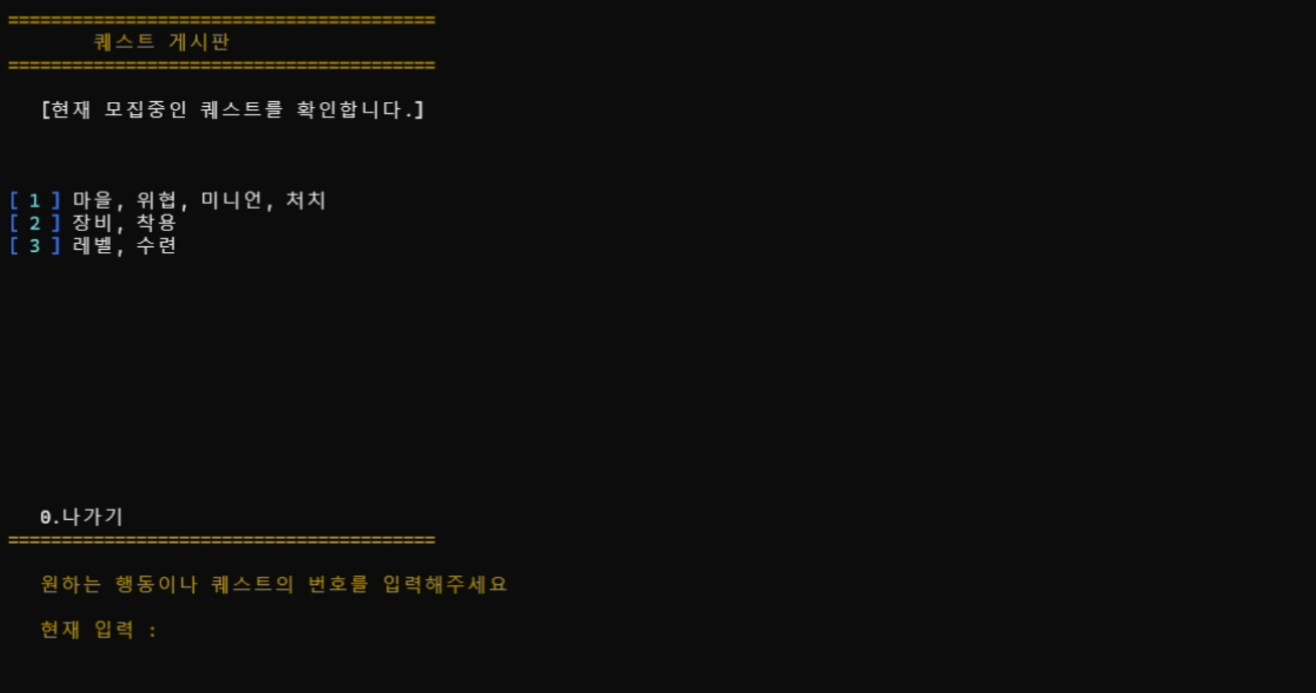 ========================================
퀘스트 게시판
========================================
[현재 모집중인 퀘스트를 확인합니다.]
[ 1 ] 마을, 위협, 미니언, 처치
[ 2 ] 장비, 착용
[ 3 ] 레벨, 수련
0.나가기
========================================
원하는 행동이나 퀘스트의 번호를 입력해주세요
현재 입력 :